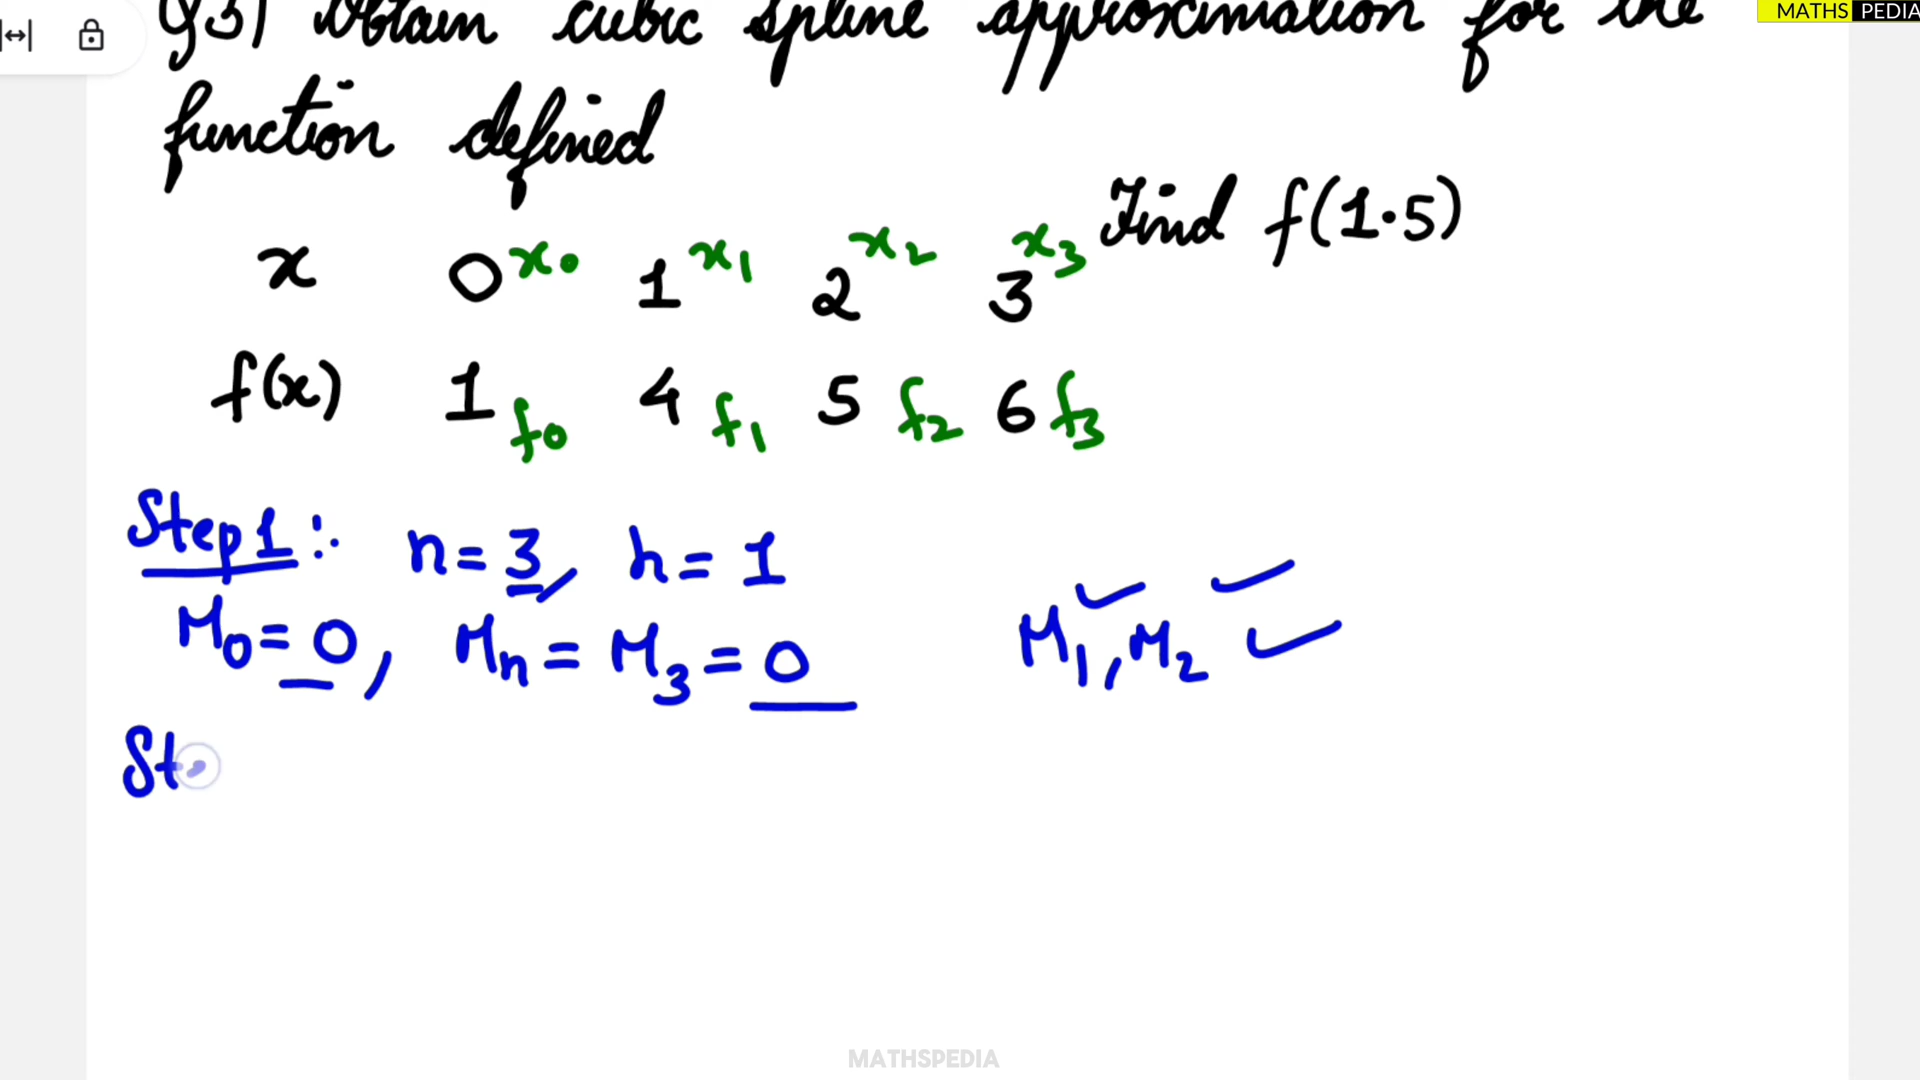 MATHS PEDIA
Q3) Obtain cubic spline approximation for the
function defined
Find f(1.5)
x 0 x₀ 1 x₁ 2 x₂ 3 x₃
f(x) 1 f₀ 4 f₁ 5 f₂ 6 f₃
Step 1 :- n = 3, h = 1
M₀ = 0, Mₙ = M₃ = 0 M₁, M₂
St
MATHSPEDIA